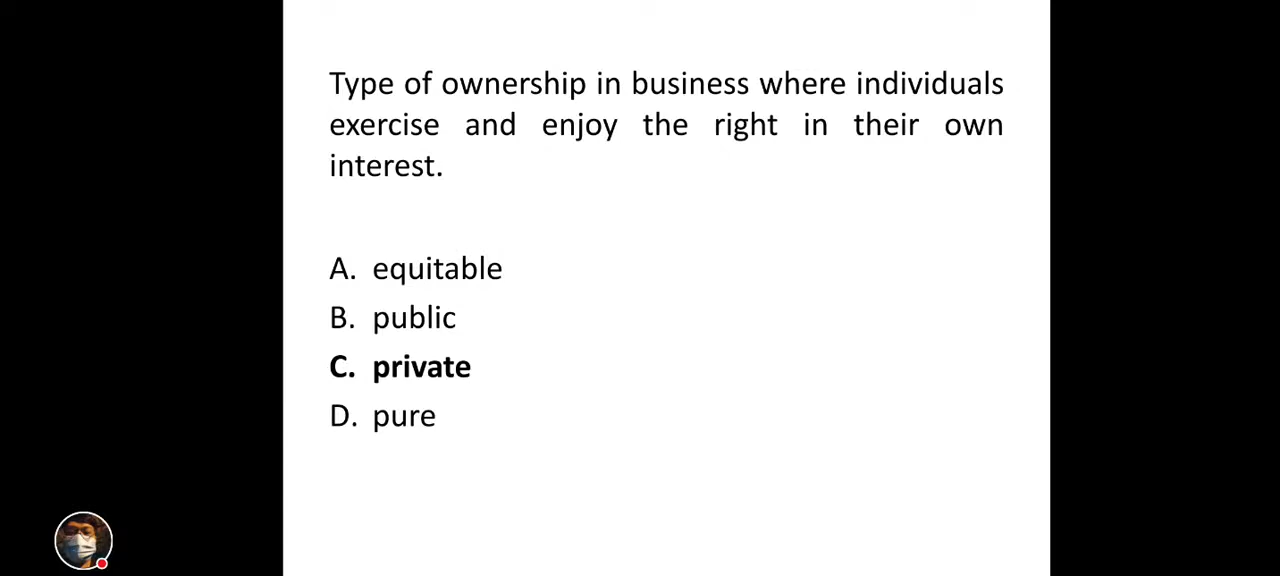 Type of ownership in business where individuals
exercise and enjoy the right in their own
interest.
A. equitable
B. public
C. private
D. pure